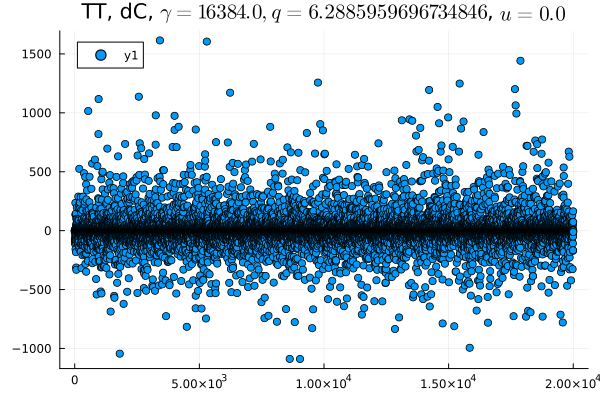 TT, dC, γ = 16384.0, q = 6.2885959696734846, u = 0.0
y1
1500
1000
500
0
−500
−1000
0 5.00×10³ 1.00×10⁴ 1.50×10⁴ 2.00×10⁴